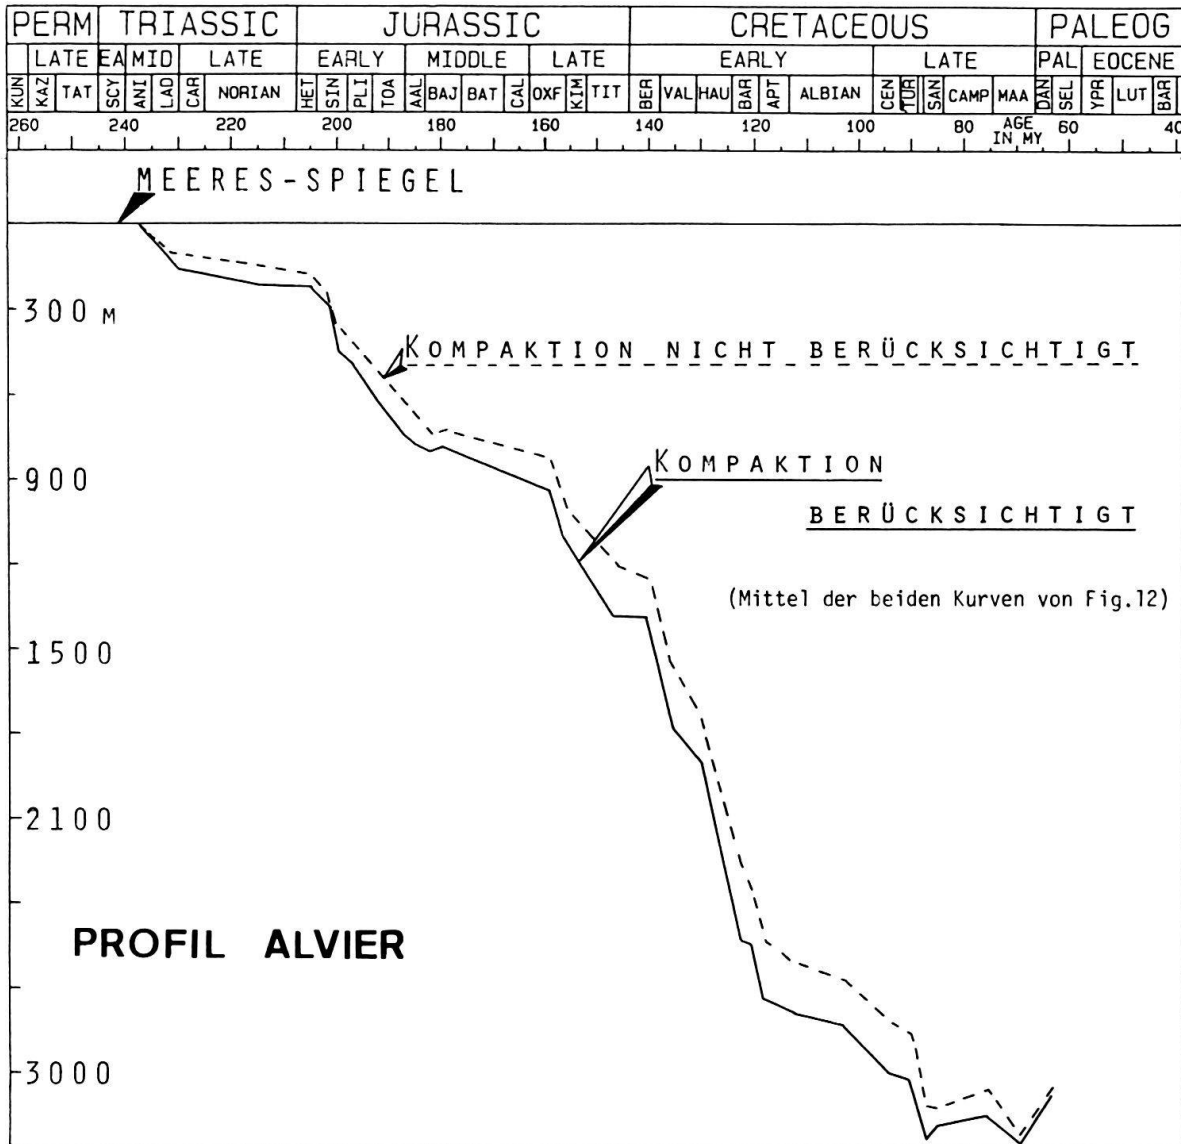 PERM TRIASSIC JURASSIC CRETACEOUS PALEOG
LATE EA MID LATE EARLY MIDDLE LATE EARLY LATE PAL EOCENE
KUN KAZ TAT SCY ANI LAD CAR NORIAN HET SIN PLI TOA AAL BAJ BAT CAL OXF KIM TIT BER VAL HAU BAR APT ALBIAN CEN TUR SAN CAMP MAA DAN SEL YPR LUT BAR
260 240 220 200 180 160 140 120 100 80 AGE IN MY 60 40
MEERES-SPIEGEL
300 M
KOMPAKTION NICHT BERÜCKSICHTIGT
900
KOMPAKTION
BERÜCKSICHTIGT
(Mittel der beiden Kurven von Fig.12)
1500
2100
PROFIL ALVIER
3000